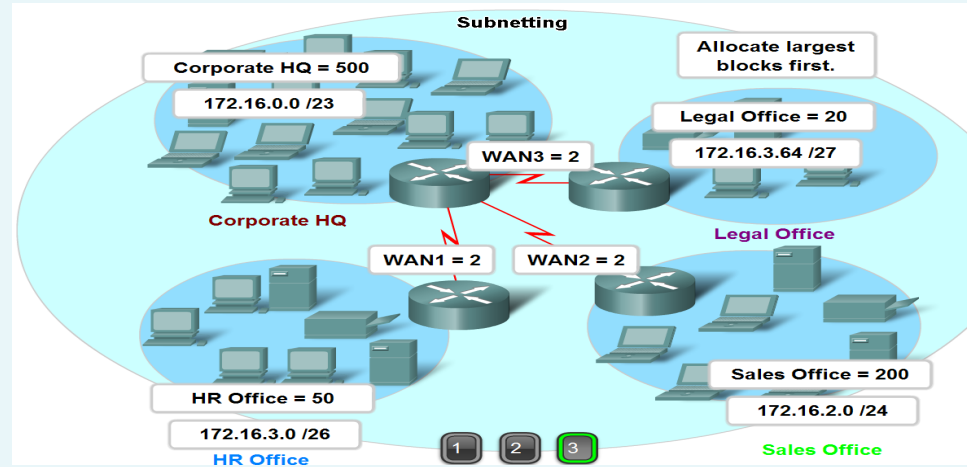 Subnetting
Corporate HQ = 500
172.16.0.0 /23
Allocate largest
blocks first.
Legal Office = 20
172.16.3.64 /27
WAN3 = 2
Corporate HQ
Legal Office
WAN1 = 2
WAN2 = 2
HR Office = 50
172.16.3.0 /26
HR Office
Sales Office = 200
172.16.2.0 /24
Sales Office
1 2 3